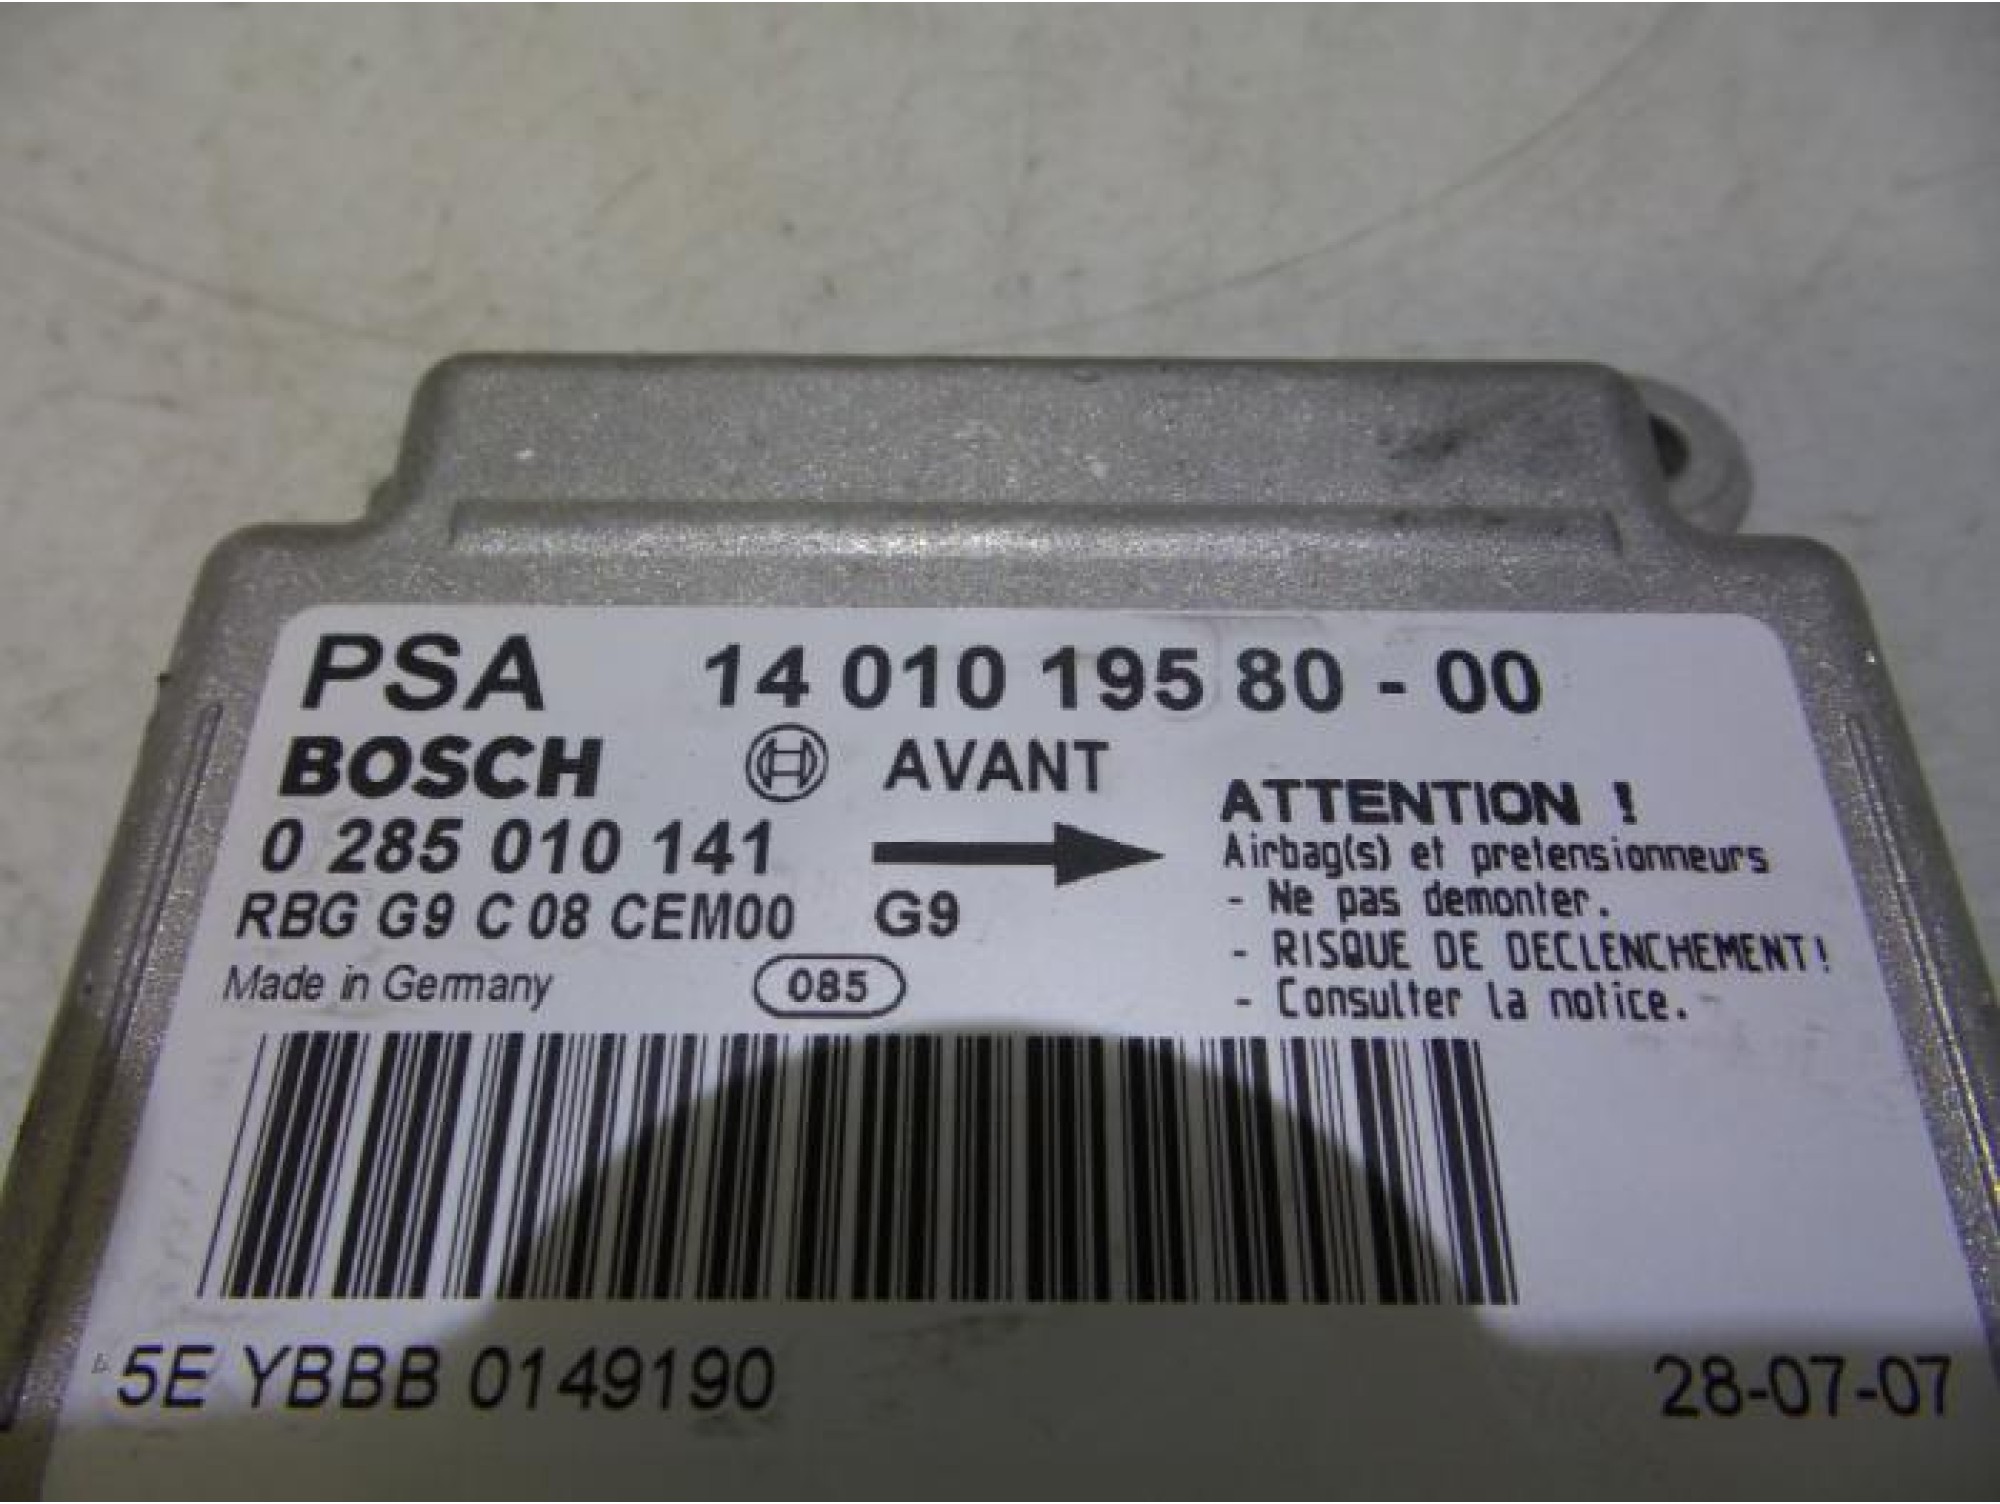 PSA 14 010 195 80 - 00
BOSCH AVANT
ATTENTION !
0 285 010 141
Airbag(s) et pretensionneurs
- Ne pas demonter.
RBG G9 C 08 CEM00 G9
- RISQUE DE DECLENCHEMENT!
Made in Germany 085
- Consulter la notice.
5E YBBB 0149190 28-07-07